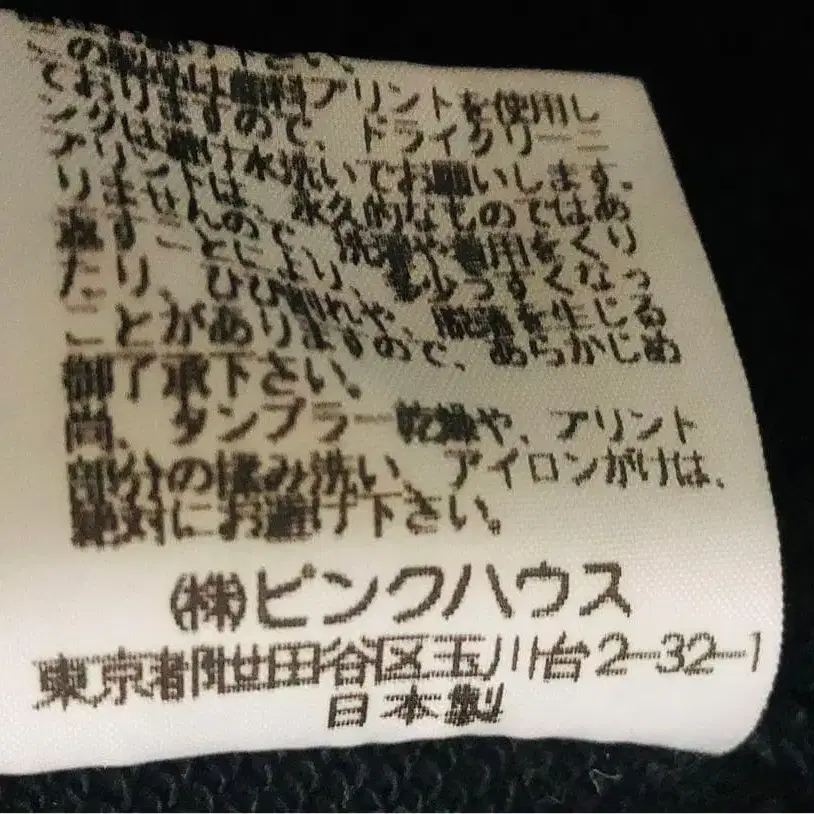 け下さい。
この製品は顔料プリントを使用し
ておりますので、ドライクリーニ
ングは避け水洗いでお願いします。
プリントは、永久的なものではあ
りませんので、洗濯や着用をくり
返すことにより、多少うすくなっ
たり、ひび割れや、脱落を生じる
ことがありますので、あらかじめ
御了承下さい。
尚、タンブラー乾燥や、プリント
部分の揉み洗い、アイロンがけは、
絶対にお避け下さい。
(株)ピンクハウス
東京都世田谷区玉川台2-32-1
日本製